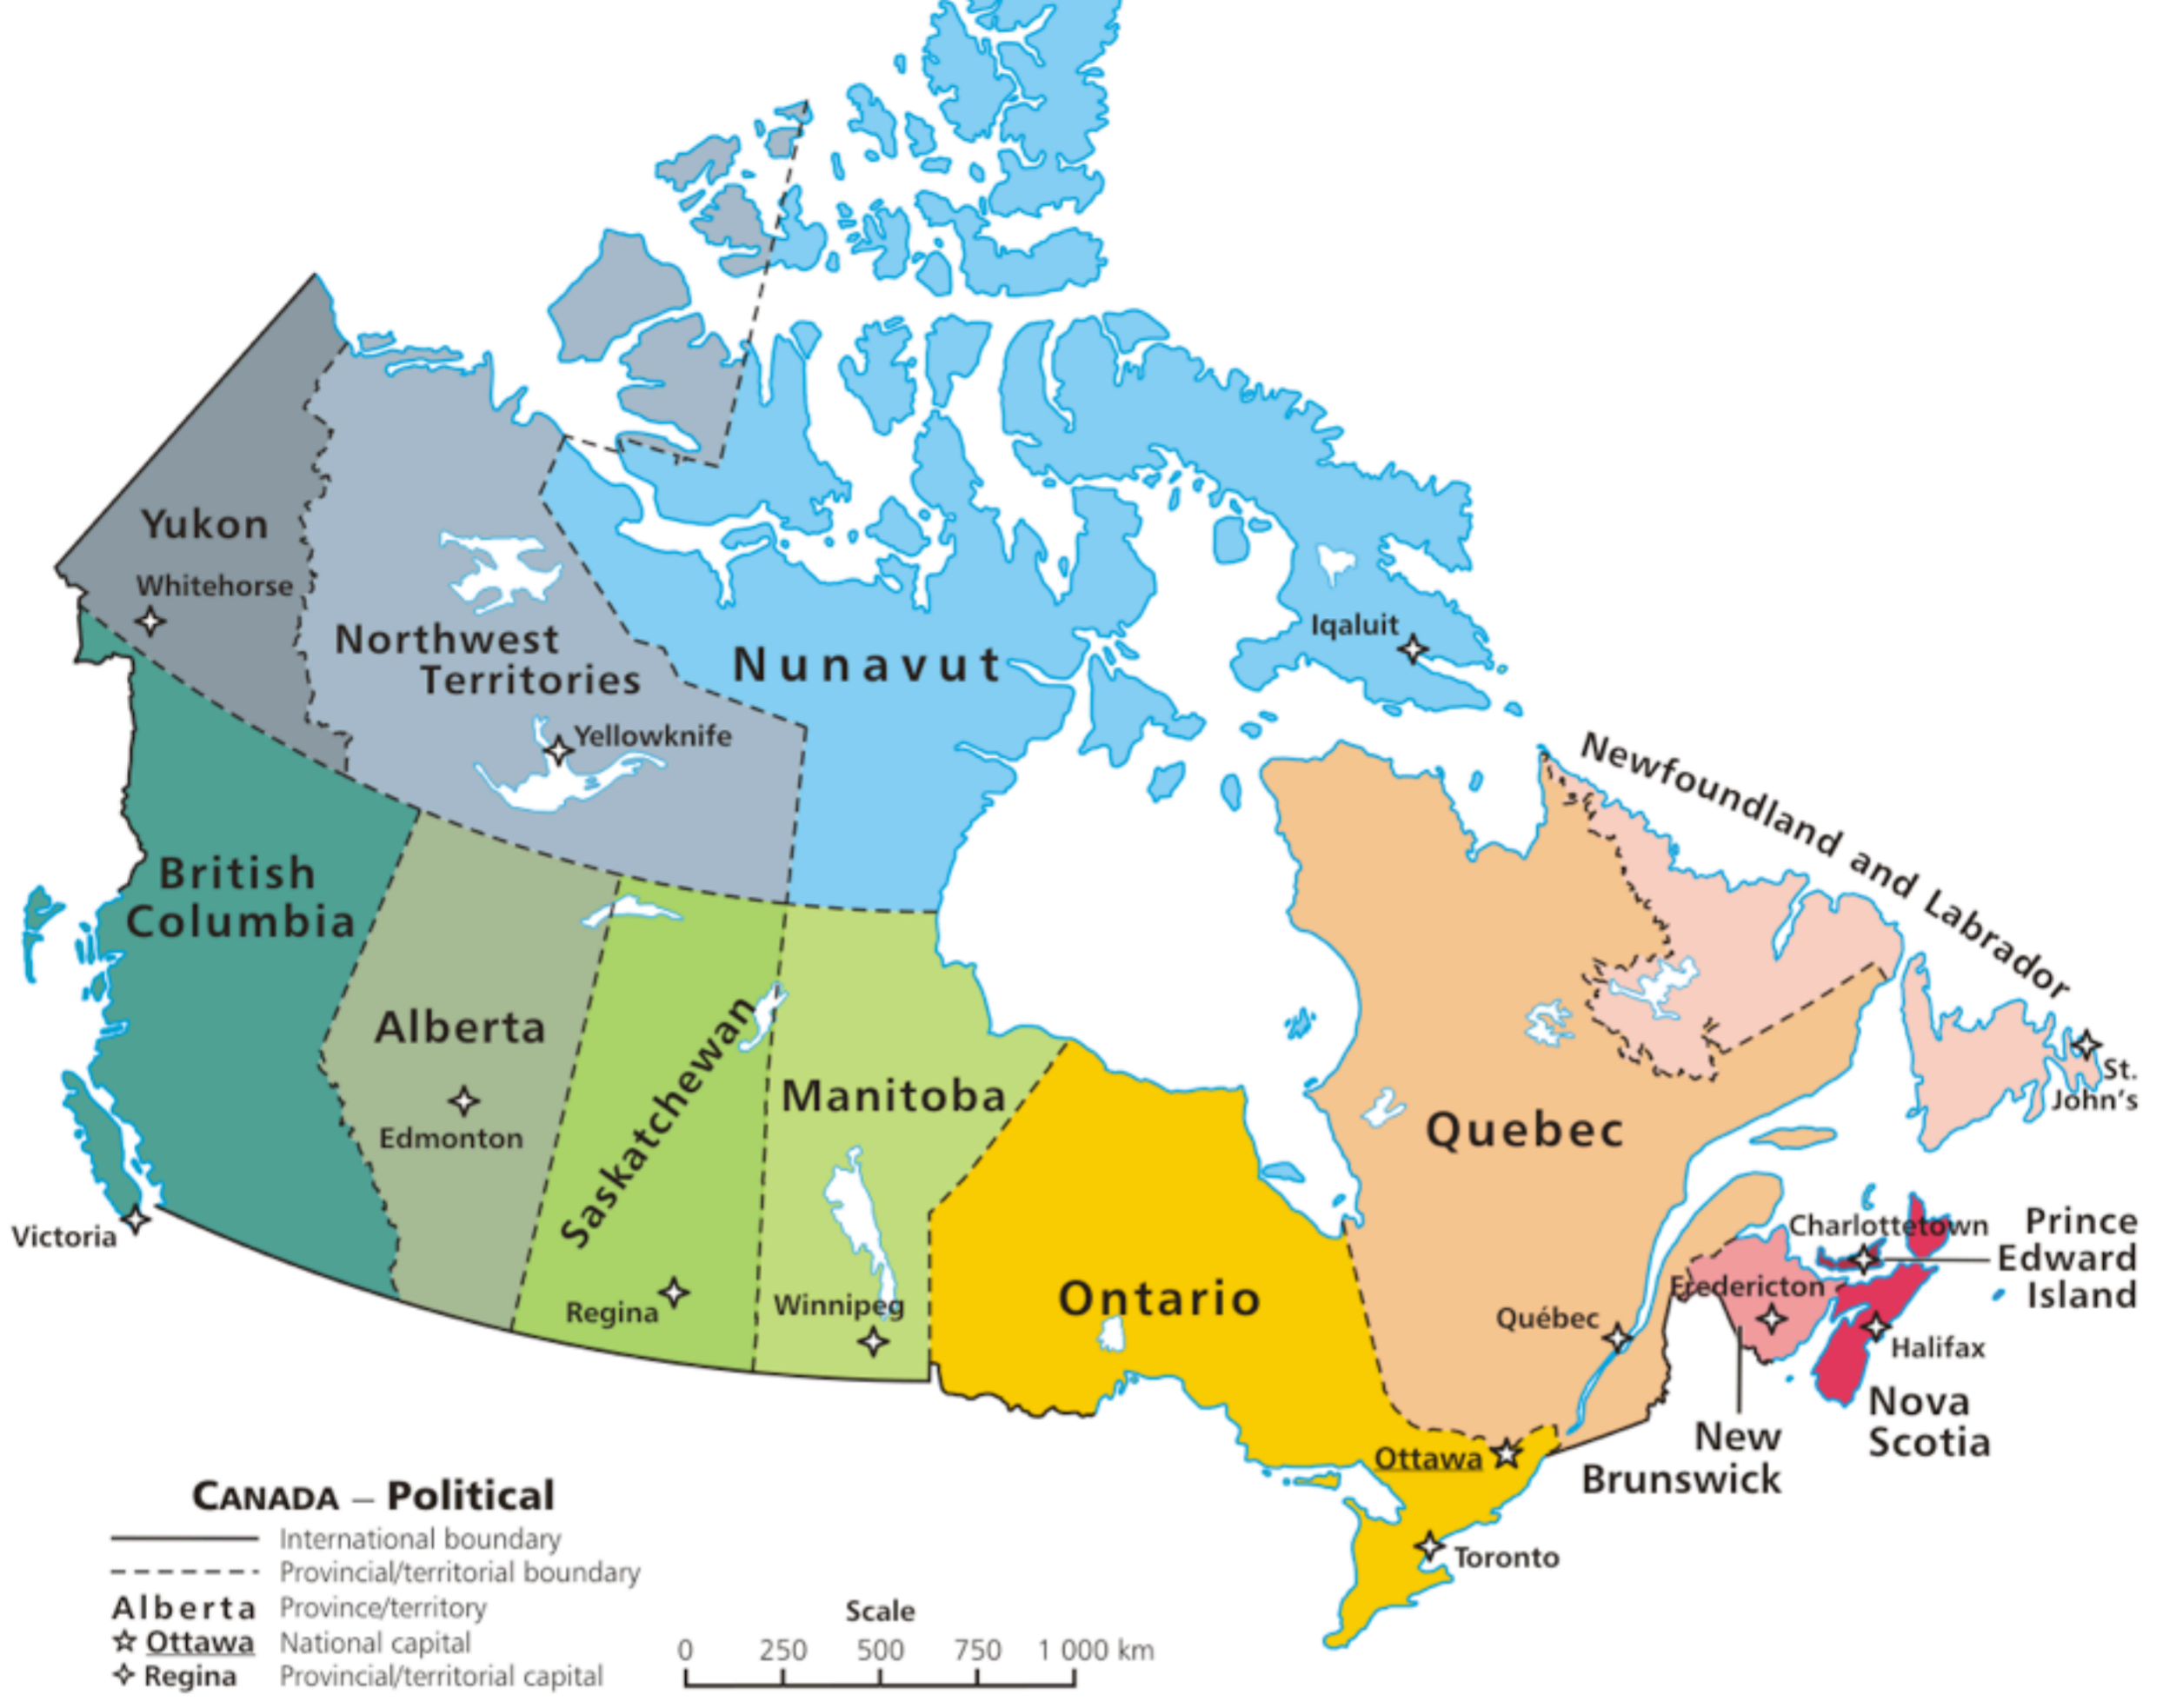 Yukon
Whitehorse
Northwest
Territories
Yellowknife
Nunavut
Iqaluit
Newfoundland and Labrador
British
Columbia
Alberta
Edmonton
Saskatchewan
Regina
Manitoba
Winnipeg
Victoria
Ontario
Quebec
Québec
Ottawa
Toronto
St.
John's
Charlottetown
Prince
Edward
Island
Fredericton
Halifax
Nova
Scotia
New
Brunswick
CANADA – Political
International boundary
Provincial/territorial boundary
Alberta Province/territory
Ottawa National capital
Regina Provincial/territorial capital
Scale
0 250 500 750 1 000 km